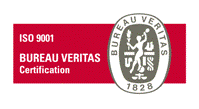 ISO 9001
BUREAU VERITAS
Certification
BUREAU VERITAS
1828